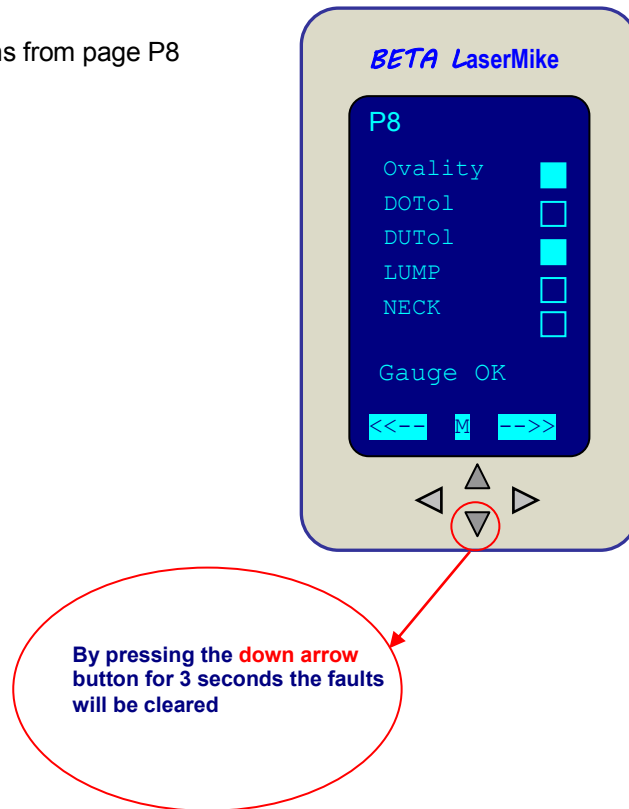 from page P8
BETA LaserMike
P8
Ovality
DOTol
DUTol
LUMP
NECK
Gauge OK
<<-- M -->>
By pressing the down arrow
button for 3 seconds the faults
will be cleared